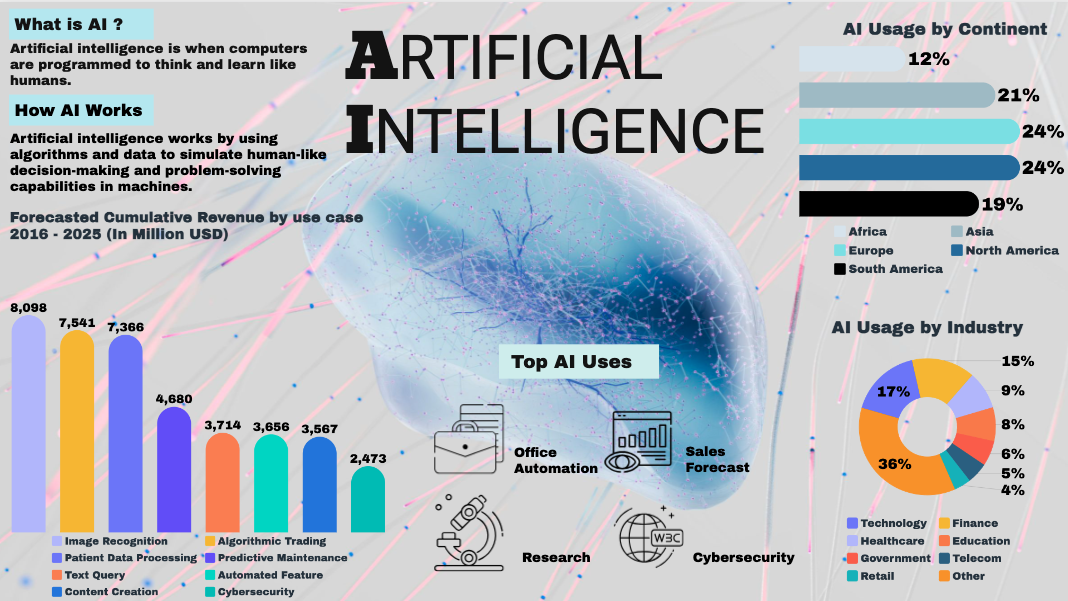 What is AI ?
Artificial intelligence is when computers
are programmed to think and learn like
humans.
How AI Works
Artificial intelligence works by using
algorithms and data to simulate human-like
decision-making and problem-solving
capabilities in machines.
ARTIFICIAL
INTELLIGENCE
Forecasted Cumulative Revenue by use case
2016 - 2025 (In Million USD)
8,098
7,541
7,366
4,680
3,714
3,656
3,567
2,473
Image Recognition
Algorithmic Trading
Patient Data Processing
Predictive Maintenance
Text Query
Automated Feature
Content Creation
Cybersecurity
Top AI Uses
Office
Automation
Sales
Forecast
Research
W3C
Cybersecurity
AI Usage by Continent
12%
21%
24%
24%
19%
Africa
Asia
Europe
North America
South America
AI Usage by Industry
15%
9%
8%
6%
5%
4%
17%
36%
Technology
Finance
Healthcare
Education
Government
Telecom
Retail
Other